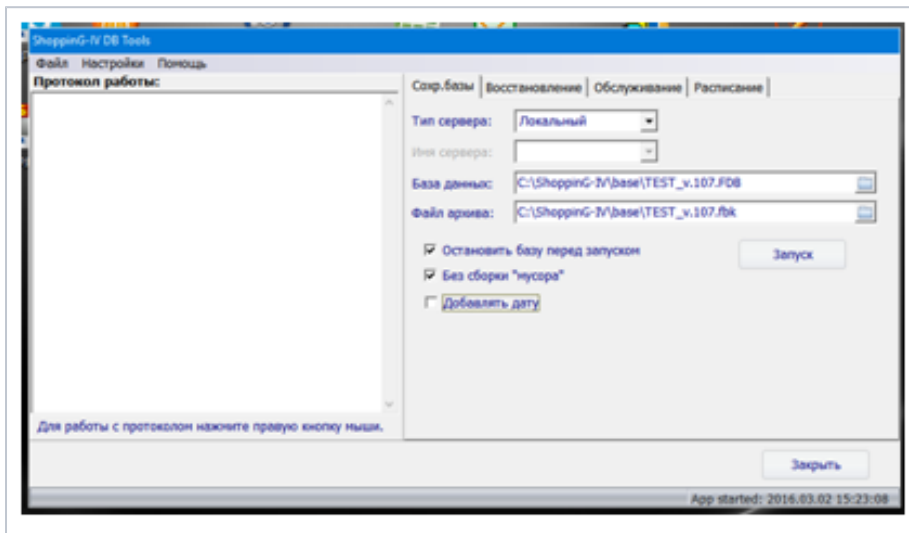 ShoppinG-IV DB Tools
Файл Настройки Помощь
Протокол работы:
Сохр.базы Восстановление Обслуживание Расписание
Тип сервера: Локальный
Имя сервера:
База данных: C:\ShoppinG-IV\base\TEST_v.107.FDB
Файл архива: C:\ShoppinG-IV\base\TEST_v.107.fbk
Остановить базу перед запуском
Запуск
Без сборки "мусора"
Добавлять дату
Для работы с протоколом нажмите правую кнопку мыши.
Закрыть
App started: 2016.03.02 15:23:08